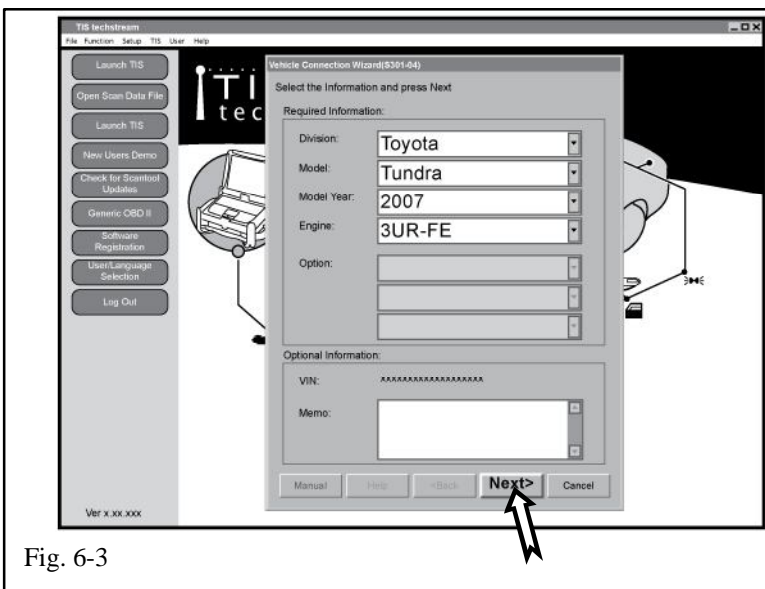 TIS techstream
File Function Setup TIS User Help
Launch TIS
Open Scan Data File
Launch TIS
New Users Demo
Check for Scantool
Updates
Generic OBD II
Software
Registration
User/Language
Selection
Log Out
Ver x.xx.xxx
TI
tec
Vehicle Connection Wizard(S301-04)
Select the Information and press Next
Required Information:
Division: Toyota
Model: Tundra
Model Year: 2007
Engine: 3UR-FE
Option:
Optional Information:
VIN: xxxxxxxxxxxxxxxxxxx
Memo:
Manual Help <Back Next> Cancel
Fig. 6-3